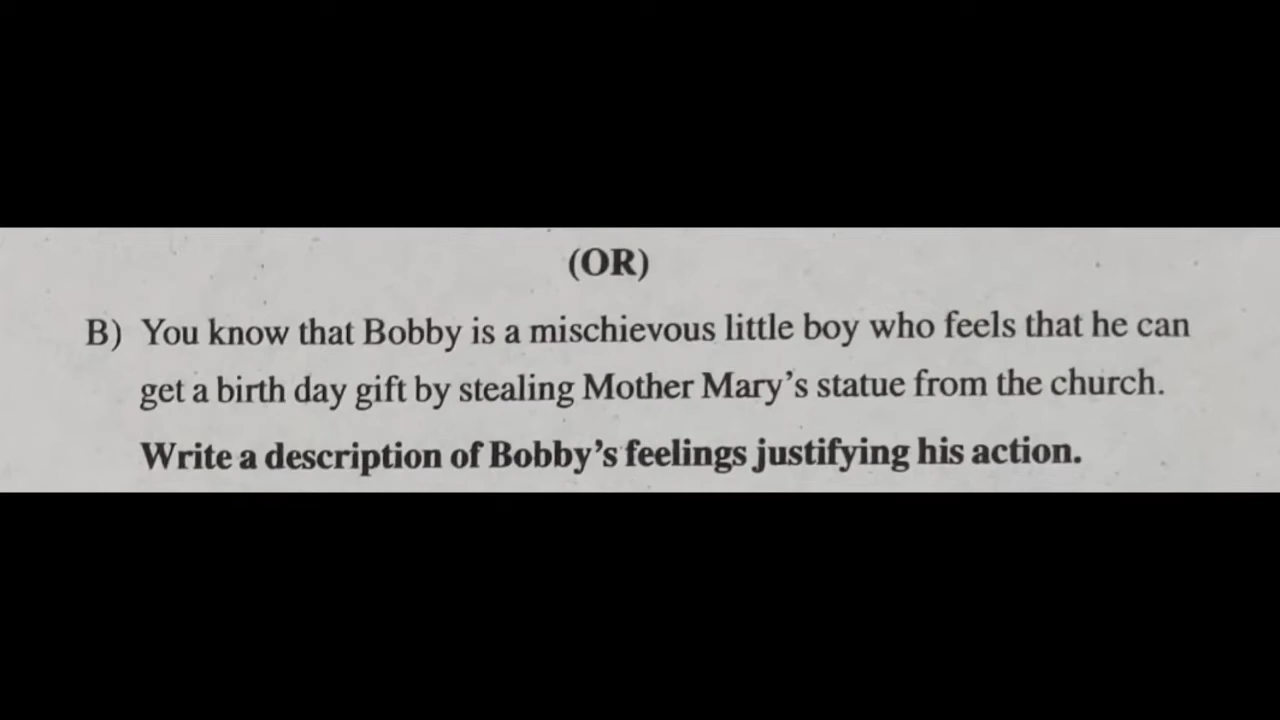 (OR)
B) You know that Bobby is a mischievous little boy who feels that he can
get a birth day gift by stealing Mother Mary's statue from the church.
Write a description of Bobby's feelings justifying his action.